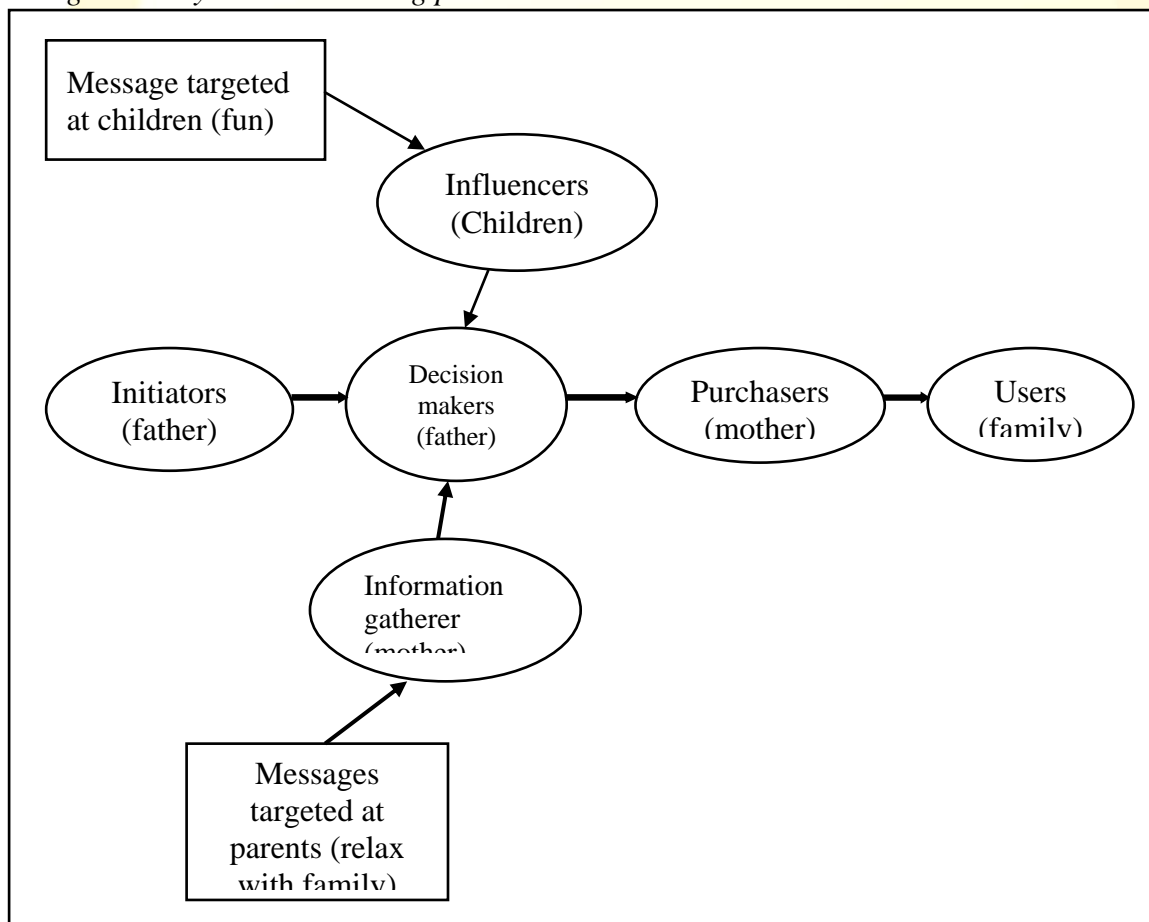 Message targeted
at children (fun)
Influencers
(Children)
Initiators
(father)
Decision
makers
(father)
Purchasers
(mother)
Users
(family)
Information
gatherer
(mother)
Messages
targeted at
parents (relax
with family)